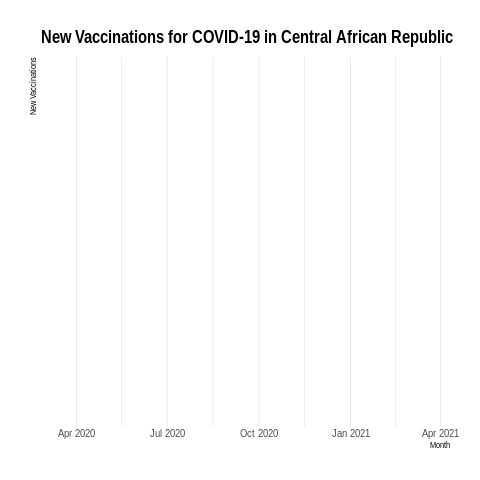 New Vaccinations for COVID-19 in Central African Republic
New Vaccinations
Apr 2020 Jul 2020 Oct 2020 Jan 2021 Apr 2021
Month